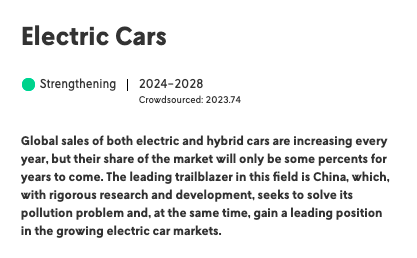 Electric Cars
Strengthening | 2024–2028
Crowdsourced: 2023.74
Global sales of both electric and hybrid cars are increasing every
year, but their share of the market will only be some percents for
years to come. The leading trailblazer in this field is China, which,
with rigorous research and development, seeks to solve its
pollution problem and, at the same time, gain a leading position
in the growing electric car markets.